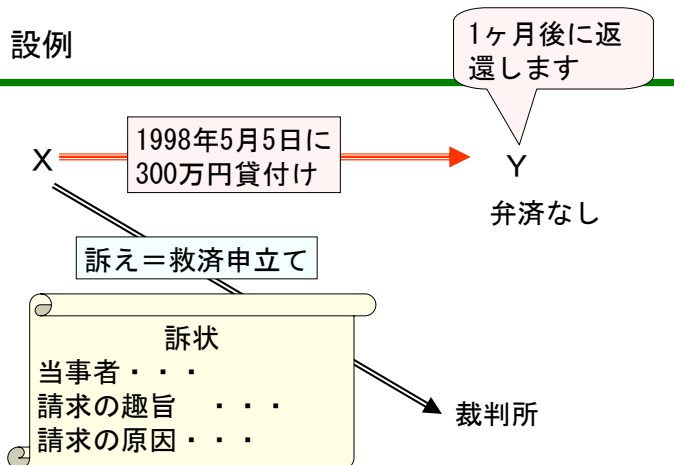 設例
1ヶ月後に返
還します
X
1998年5月5日に
300万円貸付け
Y
弁済なし
訴え＝救済申立て
訴状
当事者・・・
請求の趣旨　・・・
請求の原因・・・
裁判所